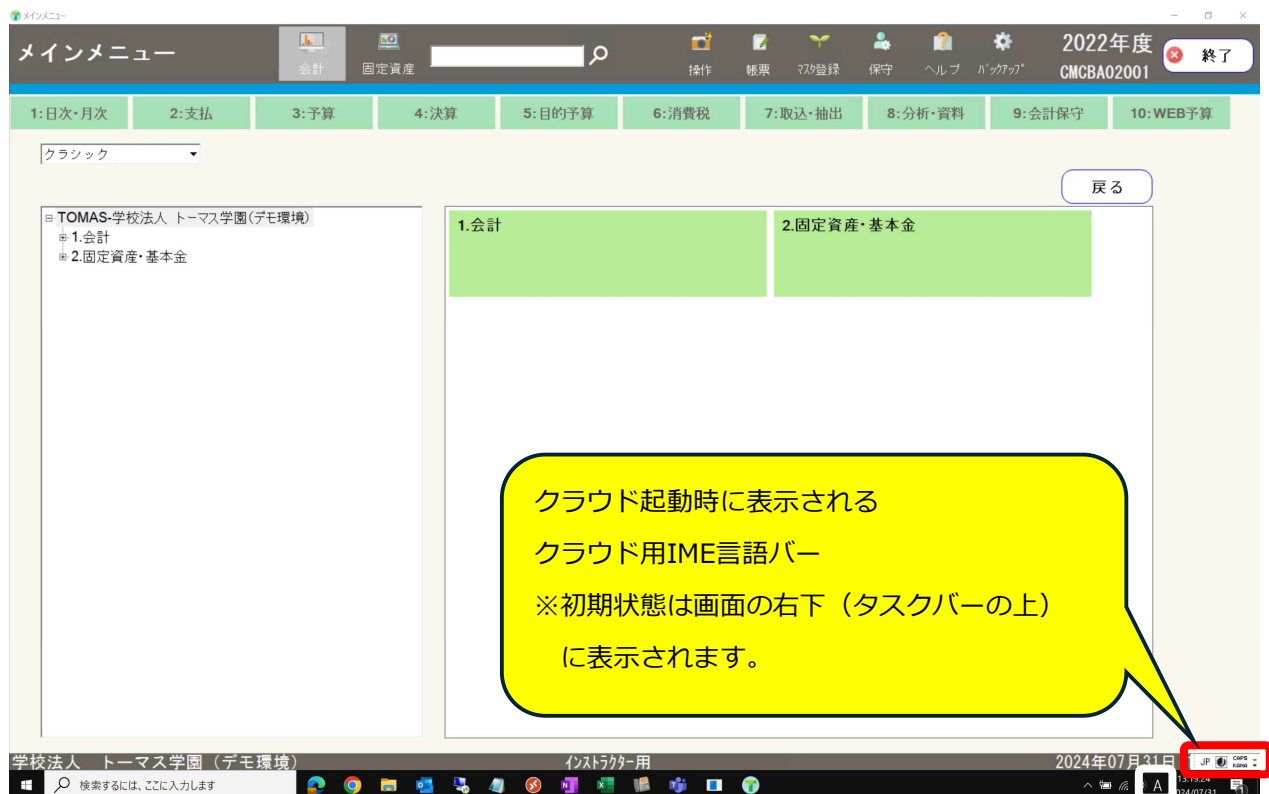 メインメニュー
メインメニュー
会計
固定資産
操作
帳票
ﾏｽﾀ登録
保守
ヘルプ
ﾊﾞｯｸｱｯﾌﾟ
2022年度
CMCBA02001
終了
1:日次・月次
2:支払
3:予算
4:決算
5:目的予算
6:消費税
7:取込・抽出
8:分析・資料
9:会計保守
10:WEB予算
クラシック
戻る
TOMAS-学校法人 トーマス学園(デモ環境)
1.会計
2.固定資産・基本金
1.会計
2.固定資産・基本金
クラウド起動時に表示される
クラウド用IME言語バー
※初期状態は画面の右下（タスクバーの上）
に表示されます。
学校法人 トーマス学園（デモ環境）
ｲﾝｽﾄﾗｸﾀｰ用
2024年07月31日
JP
CAPS
KANA
検索するには、ここに入力します
A
13:19:24
024/07/31